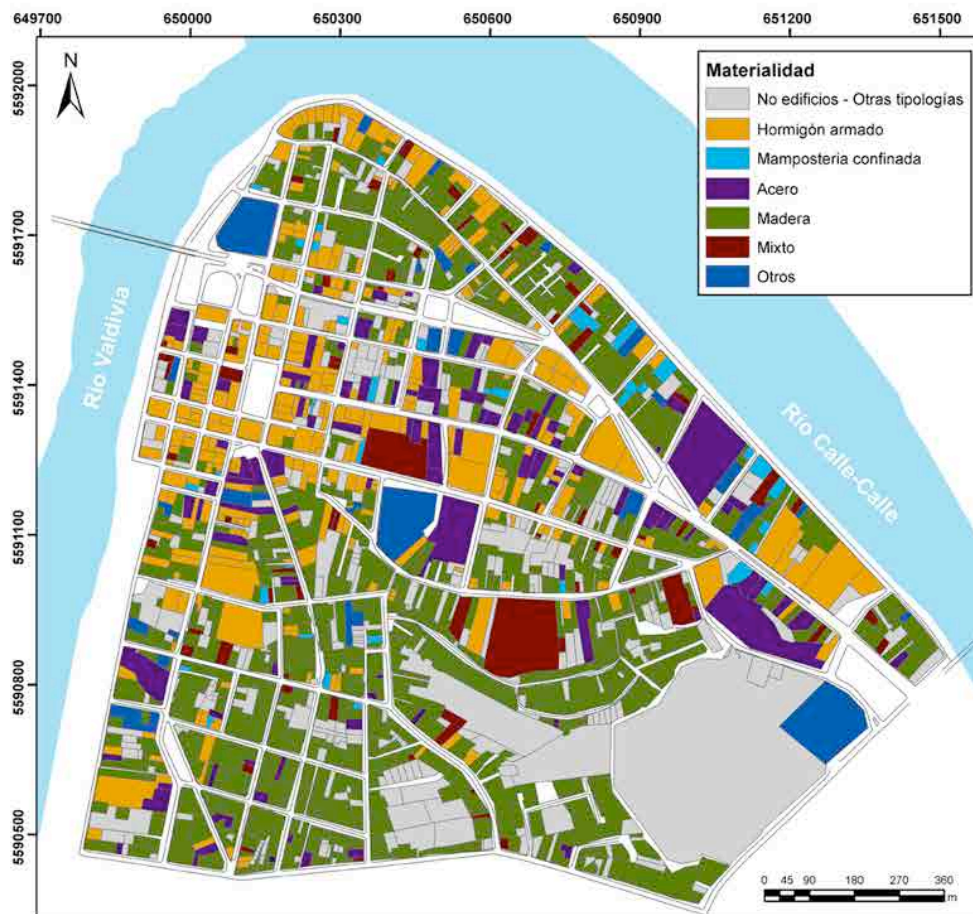 649700 650000 650300 650600 650900 651200 651500
5592000
5591700
5591400
5591100
5590800
5590500
N
Materialidad
No edificios - Otras tipologías
Hormigón armado
Mampostería confinada
Acero
Madera
Mixto
Otros
Río Valdivia
Río Calle-Calle
0 45 90 180 270 360
m